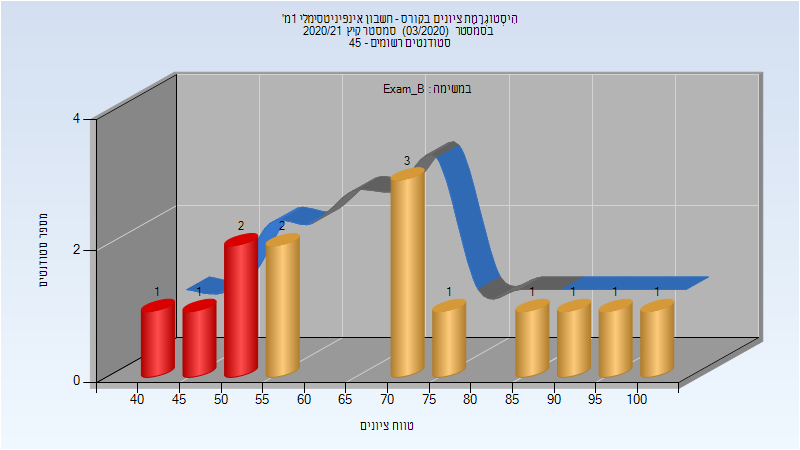 היסטוגרמת ציונים בקורס - חשבון אינפיניטסימלי 1מ'
בסמסטר (03/2020) סמסטר קיץ 2020/21
סטודנטים רשומים - 45
במשימה : Exam_B
מספר סטודנטים
4
2
0
1
1
2
2
3
1
1
1
1
1
40 45 50 55 60 65 70 75 80 85 90 95 100
טווח ציונים